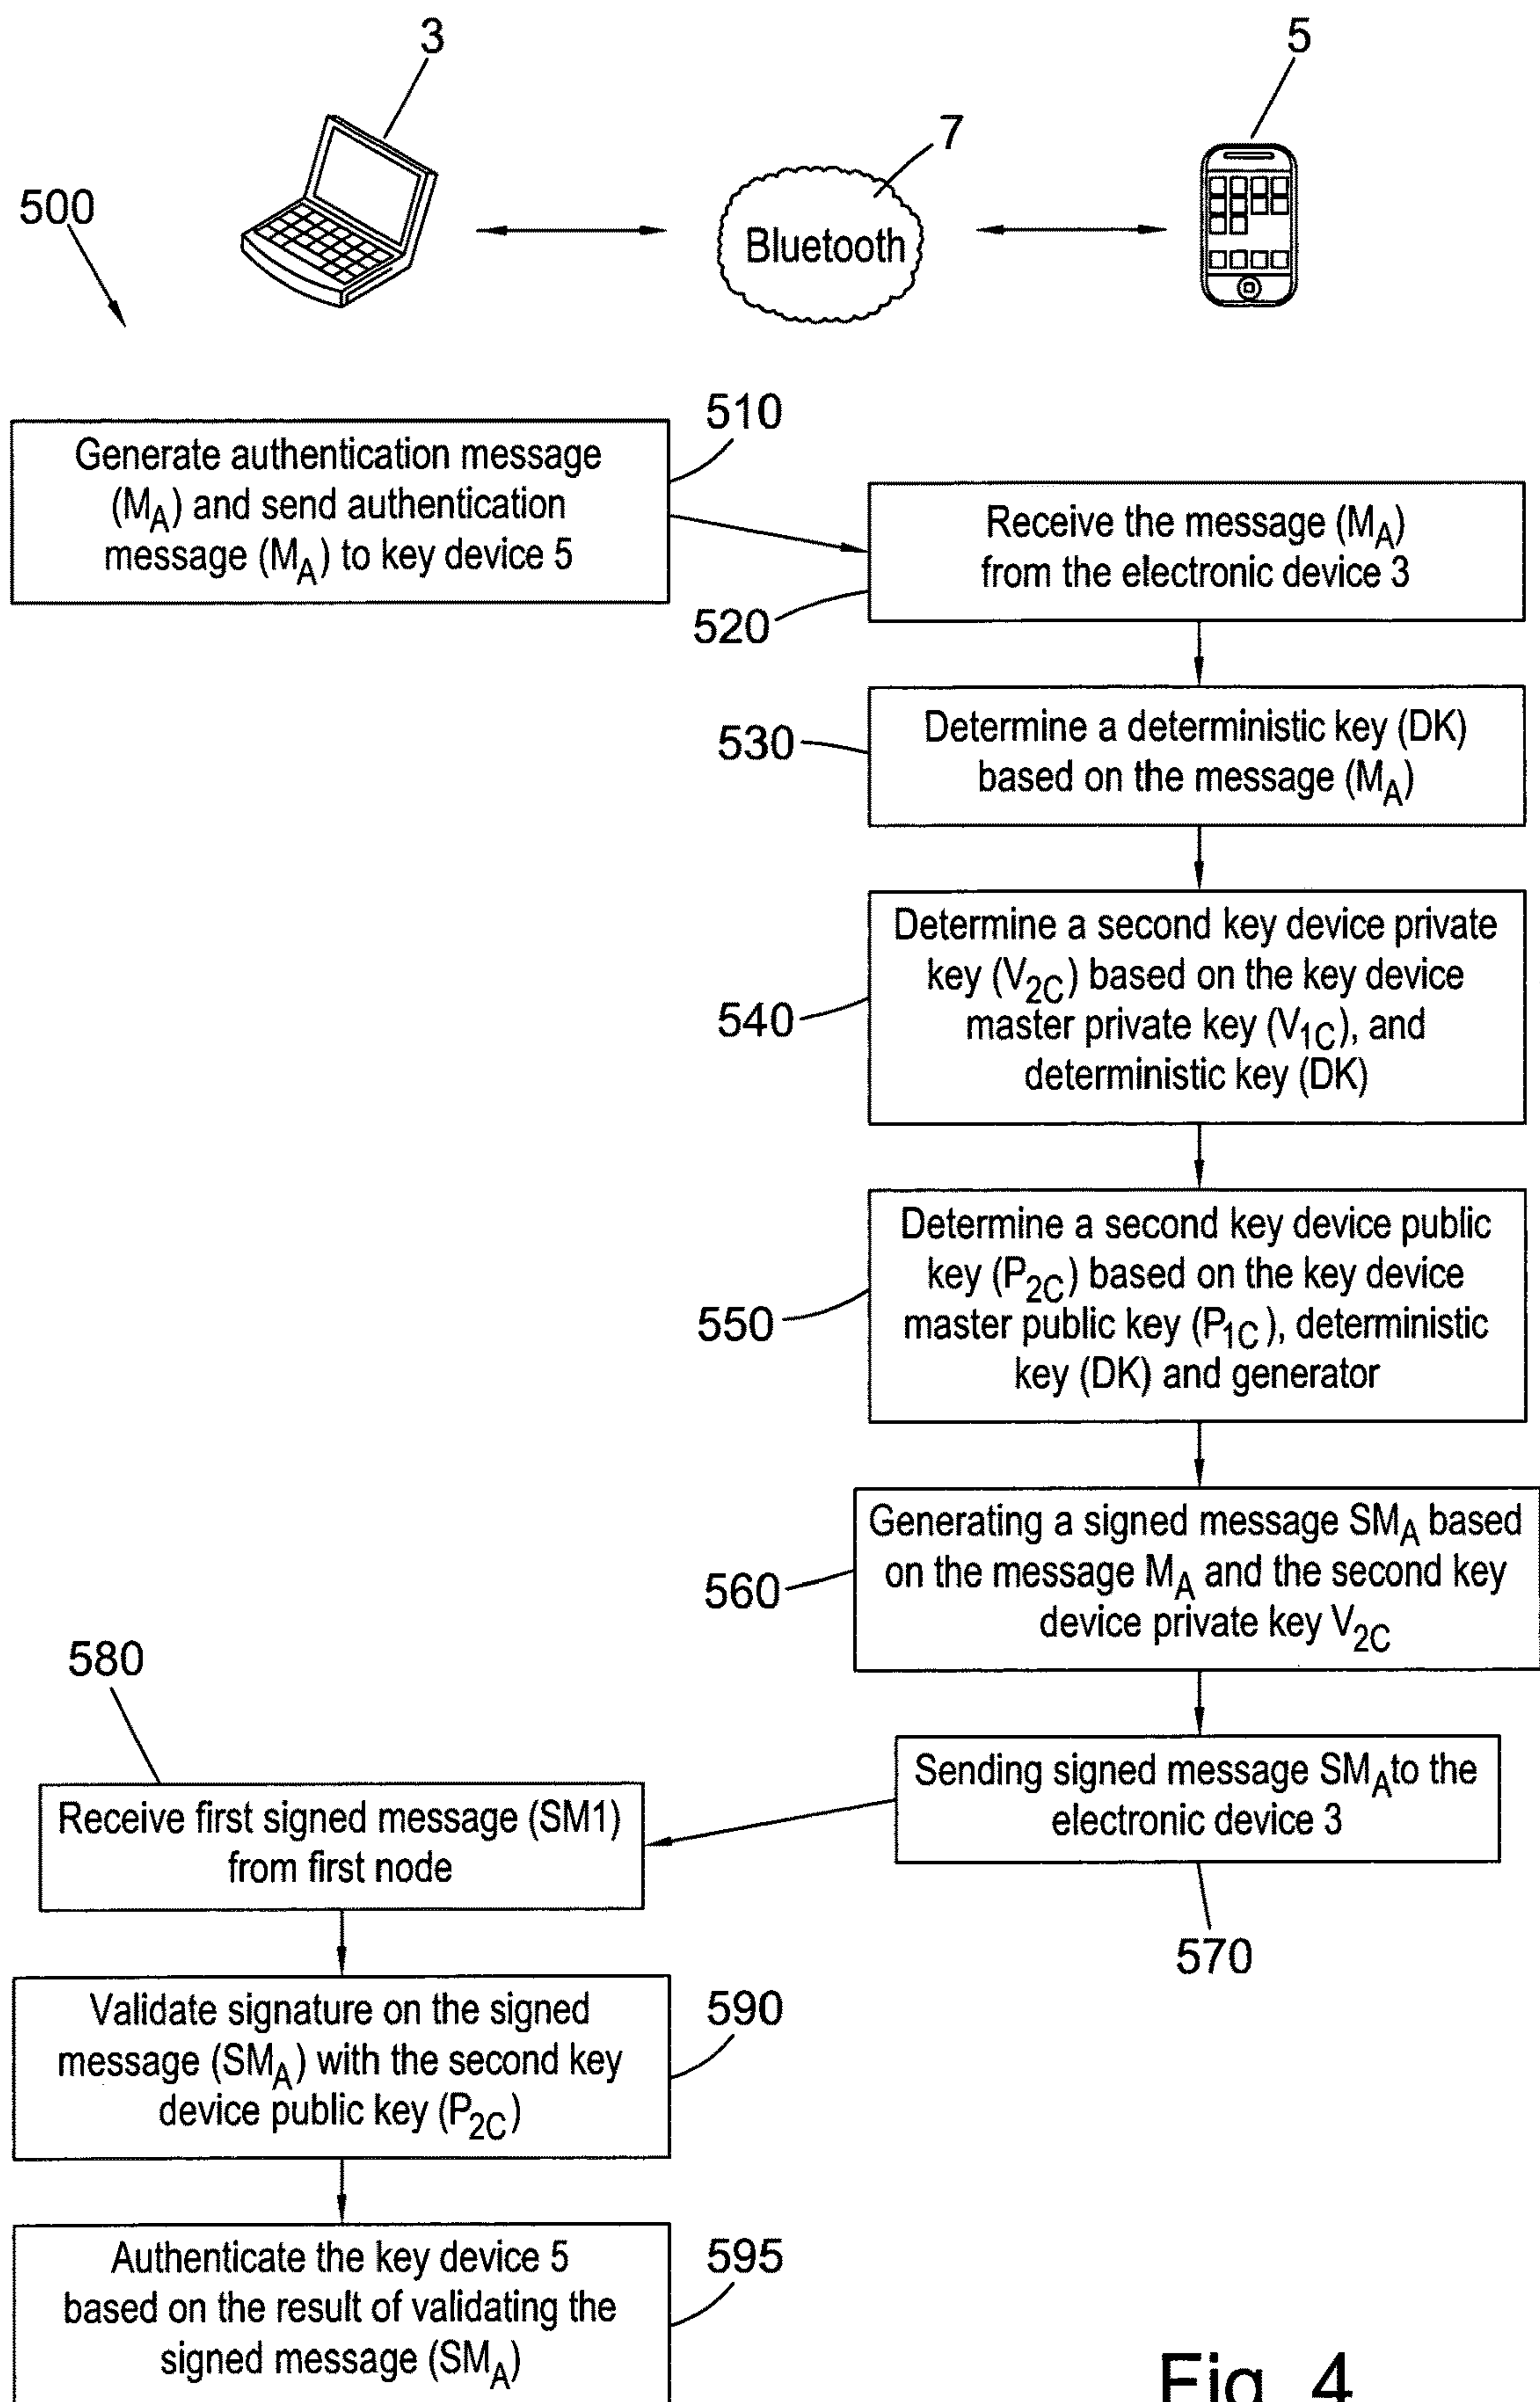 3
5
7
500
Bluetooth
510
Generate authentication message
(MA) and send authentication
message (MA) to key device 5
Receive the message (MA)
from the electronic device 3
520
530
Determine a deterministic key (DK)
based on the message (MA)
Determine a second key device private
key (V2C) based on the key device
master private key (V1C), and
deterministic key (DK)
540
Determine a second key device public
key (P2C) based on the key device
master public key (P1C), deterministic
key (DK) and generator
550
Generating a signed message SMA based
on the message MA and the second key
device private key V2C
560
580
Sending signed message SMA to the
electronic device 3
570
Receive first signed message (SM1)
from first node
Validate signature on the signed
message (SMA) with the second key
device public key (P2C)
590
Authenticate the key device 5
based on the result of validating the
signed message (SMA)
595
Fig. 4